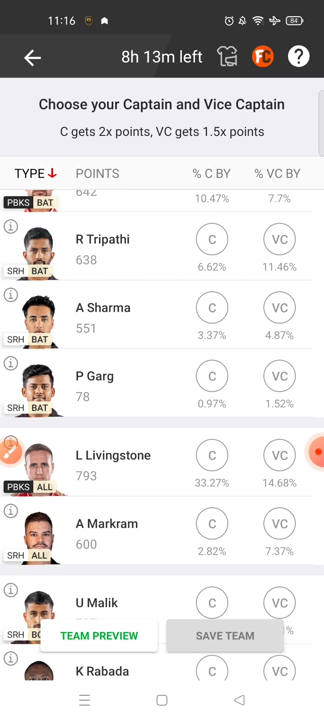 11:16
84
8h 13m left
FC
?
Choose your Captain and Vice Captain
C gets 2x points, VC gets 1.5x points
TYPE POINTS % C BY % VC BY
642
PBKS BAT 10.47% 7.7%
R Tripathi
638
C VC
SRH BAT 6.62% 11.46%
A Sharma
551
C VC
SRH BAT 3.37% 4.87%
P Garg
78
C VC
SRH BAT 0.97% 1.52%
L Livingstone
793
C VC
PBKS ALL 33.27% 14.68%
A Markram
600
C VC
SRH ALL 2.82% 7.37%
U Malik
C VC
SRH
TEAM PREVIEW SAVE TEAM
K Rabada
C VC